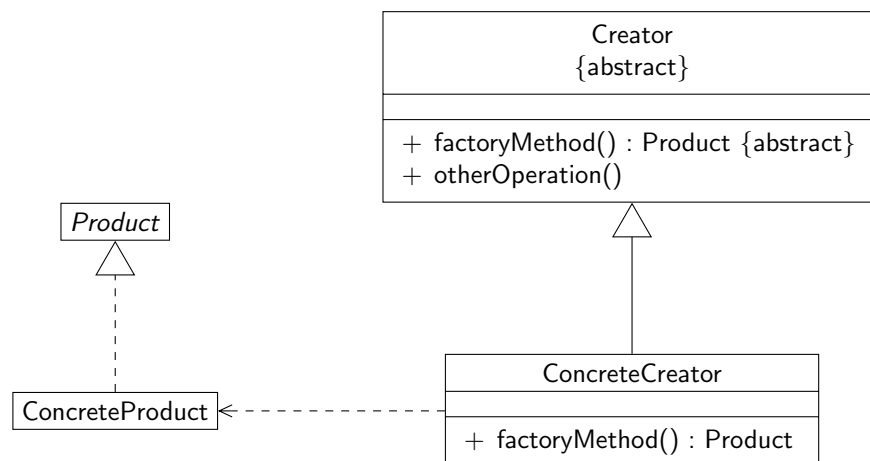 Creator
{abstract}
+ factoryMethod() : Product {abstract}
+ otherOperation()
Product
ConcreteCreator
ConcreteProduct
+ factoryMethod() : Product